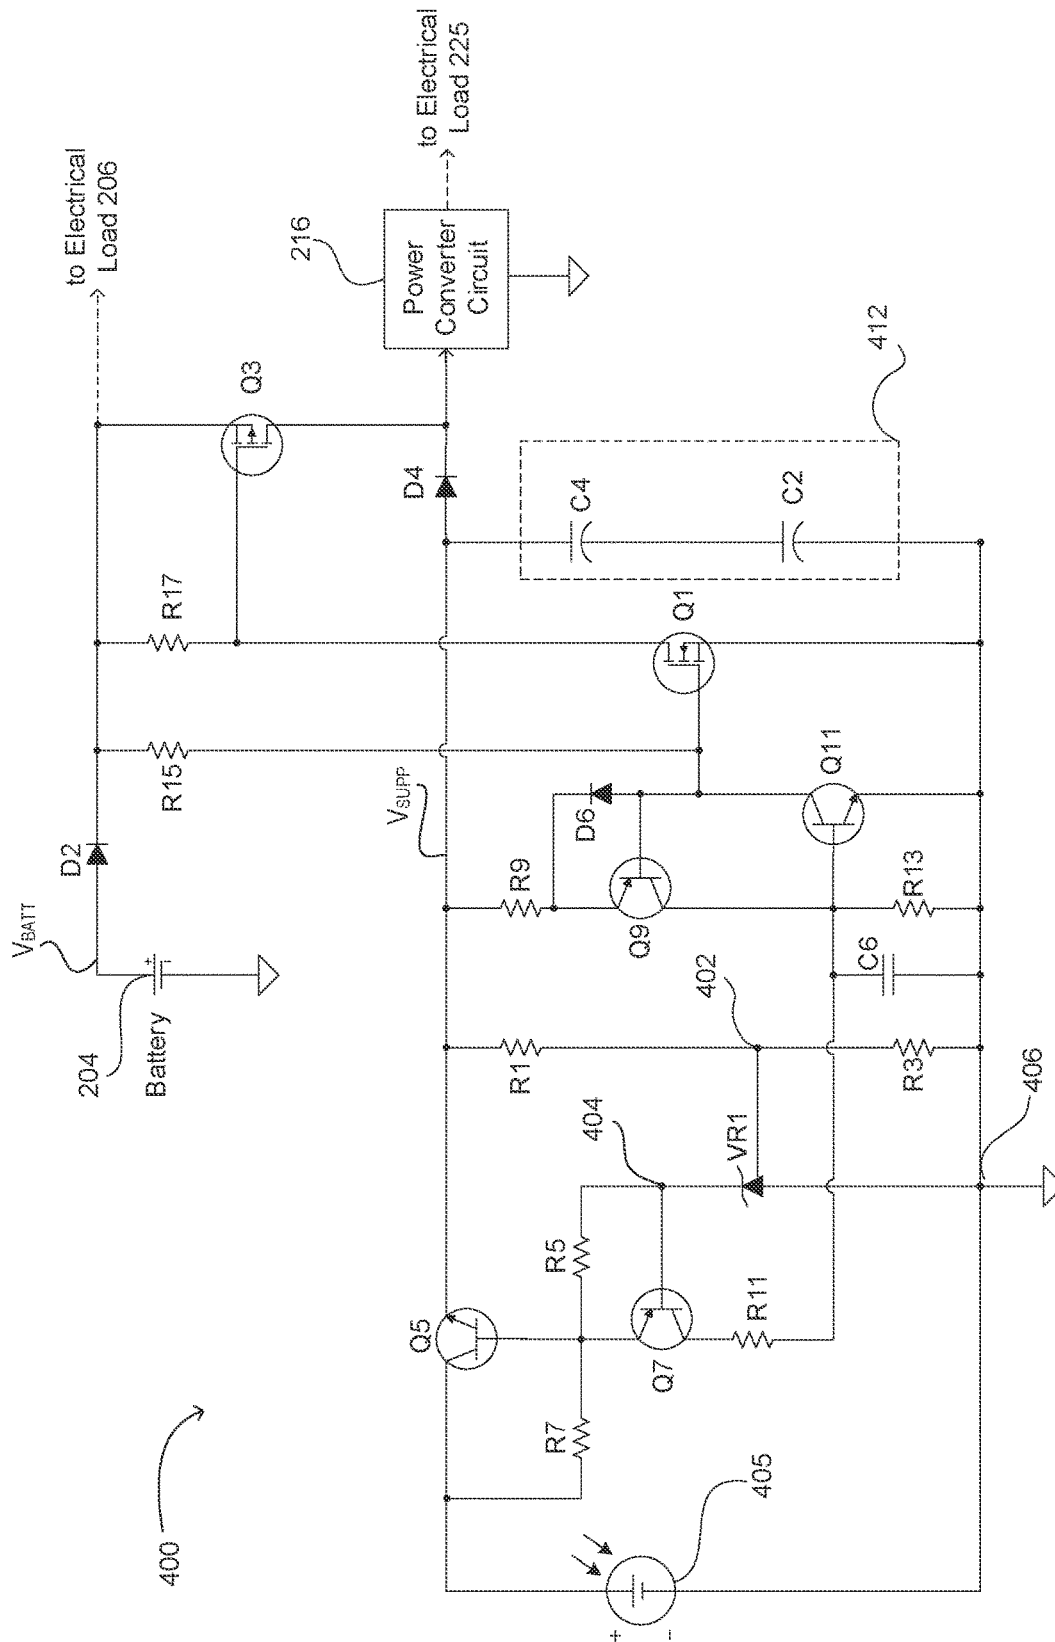 400
405
+
-
R7
Q5
R5
404
Q7
R11
VR1
406
R1
402
R3
C6
V_BATT
+
-
204
Battery
D2
R15
R17
V_SUPP
R9
D6
Q9
Q11
R13
Q1
C4
C2
412
D4
Q3
to Electrical
Load 206
216
Power
Converter
Circuit
to Electrical
Load 225